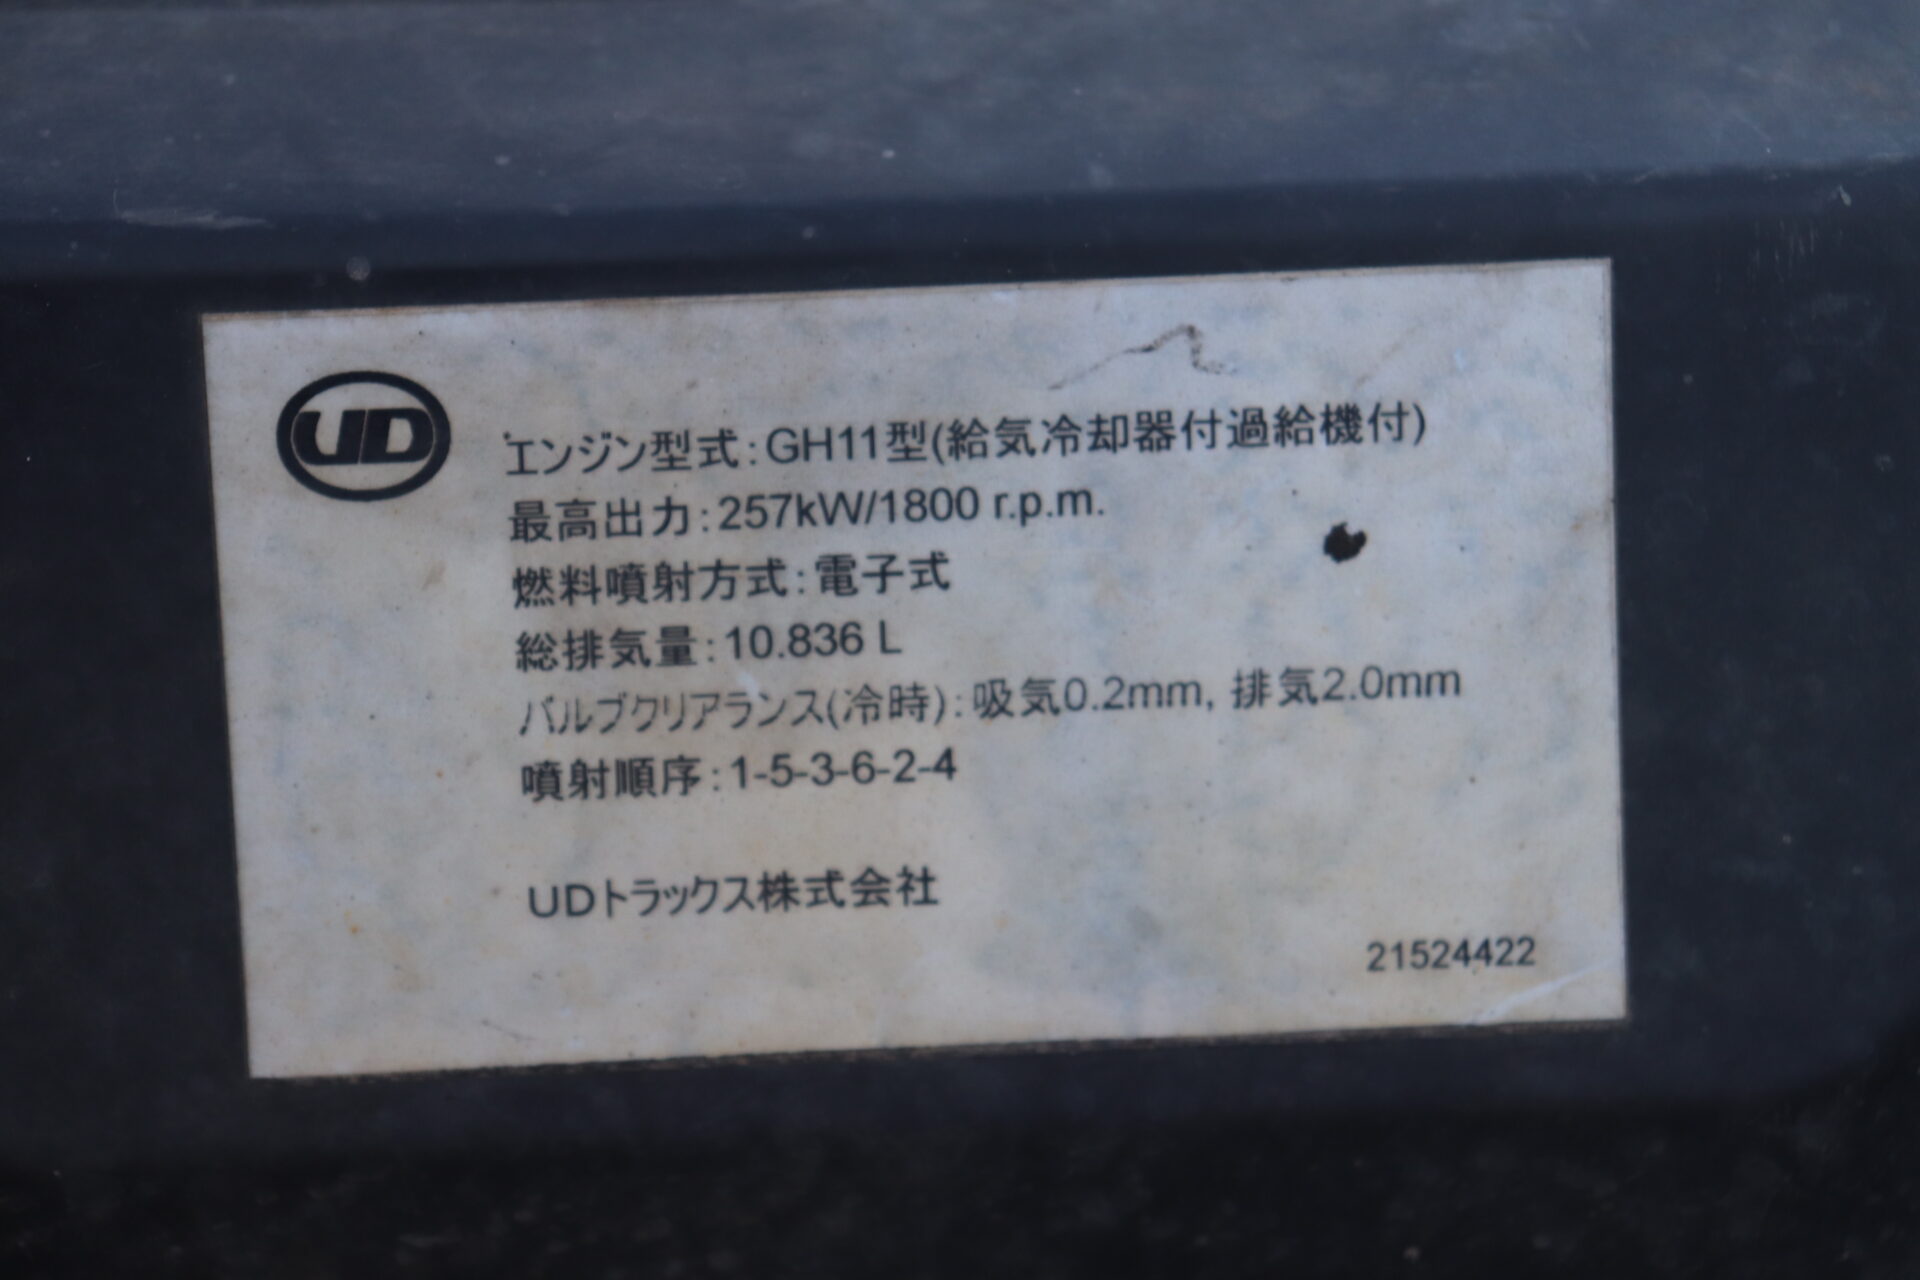 UD
エンジン型式:GH11型(給気冷却器付過給機付)
最高出力:257kW/1800 r.p.m.
燃料噴射方式:電子式
総排気量:10.836 L
バルブクリアランス(冷時):吸気0.2mm, 排気2.0mm
噴射順序:1-5-3-6-2-4
UDトラックス株式会社
21524422